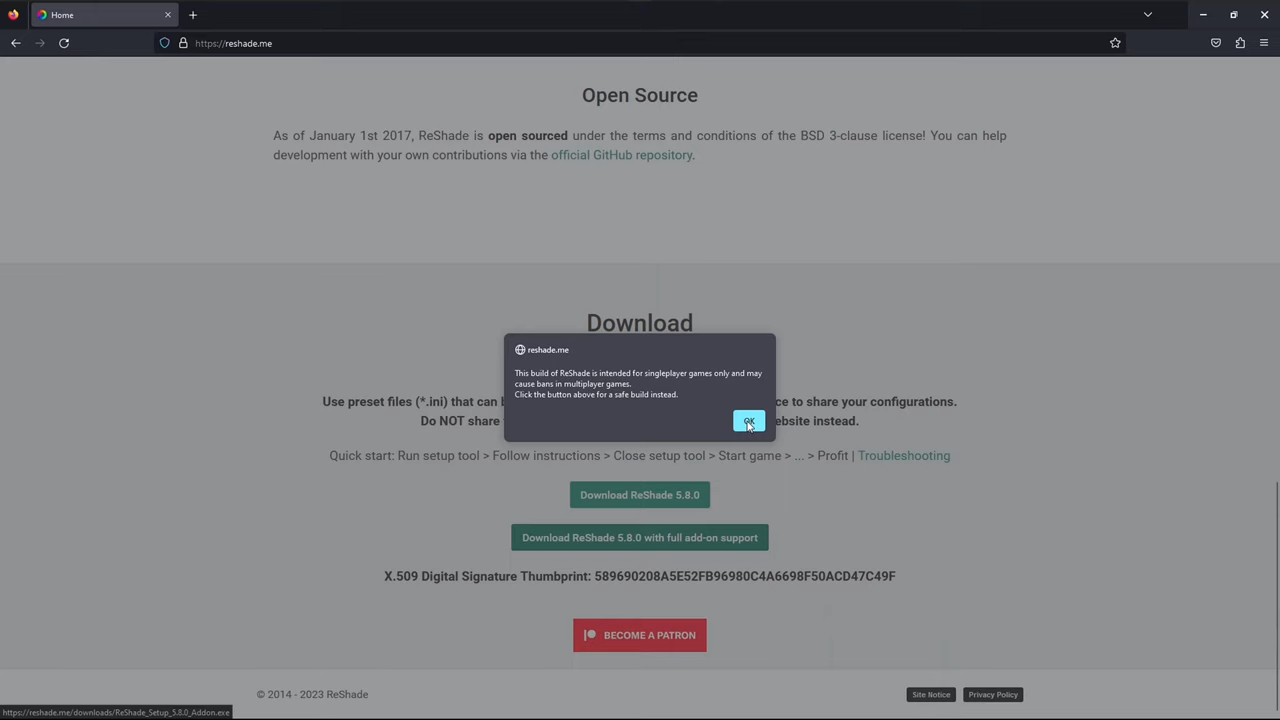 Home
https://reshade.me
Open Source
As of January 1st 2017, ReShade is open sourced under the terms and conditions of the BSD 3-clause license! You can help
development with your own contributions via the official GitHub repository.
Download
reshade.me
This build of ReShade is intended for singleplayer games only and may
cause bans in multiplayer games.
Click the button above for a safe build instead.
OK
Use preset files (*.ini) that can b ce to share your configurations.
Do NOT share ebsite instead.
Quick start: Run setup tool > Follow instructions > Close setup tool > Start game > ... > Profit | Troubleshooting
Download ReShade 5.8.0
Download ReShade 5.8.0 with full add-on support
X.509 Digital Signature Thumbprint: 589690208A5E52FB96980C4A6698F50ACD47C49F
BECOME A PATRON
© 2014 - 2023 ReShade
Site Notice
Privacy Policy
https://reshade.me/downloads/ReShade_Setup_5.8.0_Addon.exe